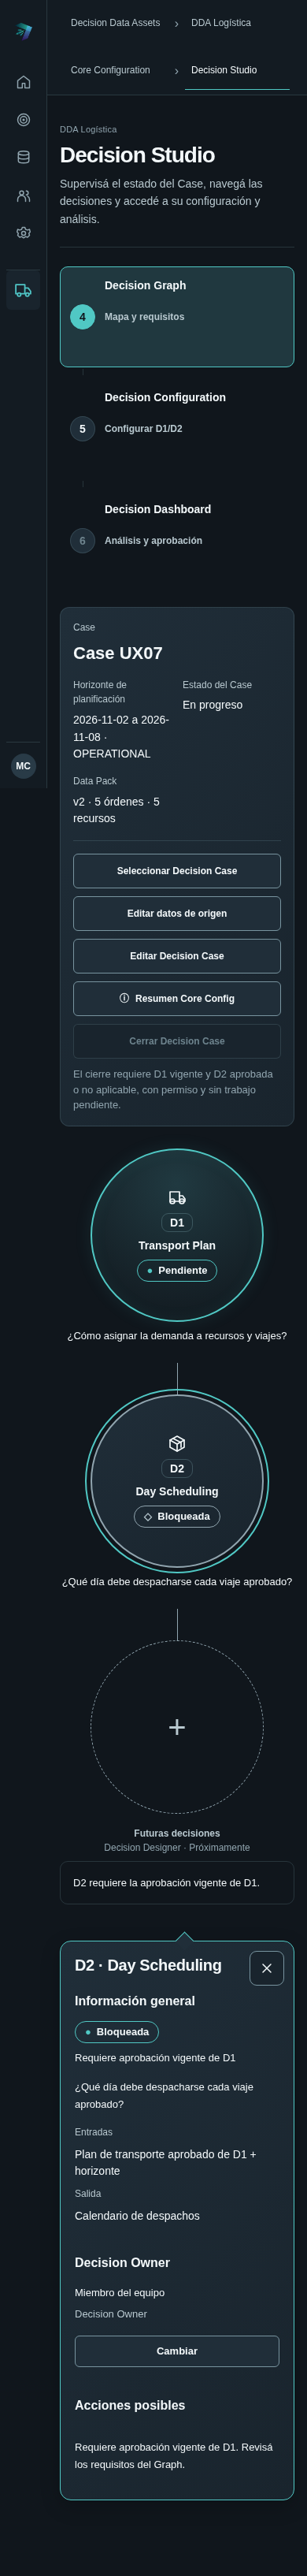 Decision Data Assets › DDA Logística
Core Configuration › Decision Studio
DDA Logística
Decision Studio
Supervisá el estado del Case, navegá las
decisiones y accedé a su configuración y
análisis.
Decision Graph
4 Mapa y requisitos
Decision Configuration
5 Configurar D1/D2
Decision Dashboard
6 Análisis y aprobación
Case
Case UX07
Horizonte de
planificación
2026-11-02 a 2026-
11-08 ·
OPERATIONAL
Estado del Case
En progreso
Data Pack
v2 · 5 órdenes · 5
recursos
MC
Seleccionar Decision Case
Editar datos de origen
Editar Decision Case
Resumen Core Config
Cerrar Decision Case
El cierre requiere D1 vigente y D2 aprobada
o no aplicable, con permiso y sin trabajo
pendiente.
D1
Transport Plan
Pendiente
¿Cómo asignar la demanda a recursos y viajes?
D2
Day Scheduling
Bloqueada
¿Qué día debe despacharse cada viaje aprobado?
+
Futuras decisiones
Decision Designer · Próximamente
D2 requiere la aprobación vigente de D1.
D2 · Day Scheduling
Información general
Bloqueada
Requiere aprobación vigente de D1
¿Qué día debe despacharse cada viaje
aprobado?
Entradas
Plan de transporte aprobado de D1 +
horizonte
Salida
Calendario de despachos
Decision Owner
Miembro del equipo
Decision Owner
Cambiar
Acciones posibles
Requiere aprobación vigente de D1. Revisá
los requisitos del Graph.